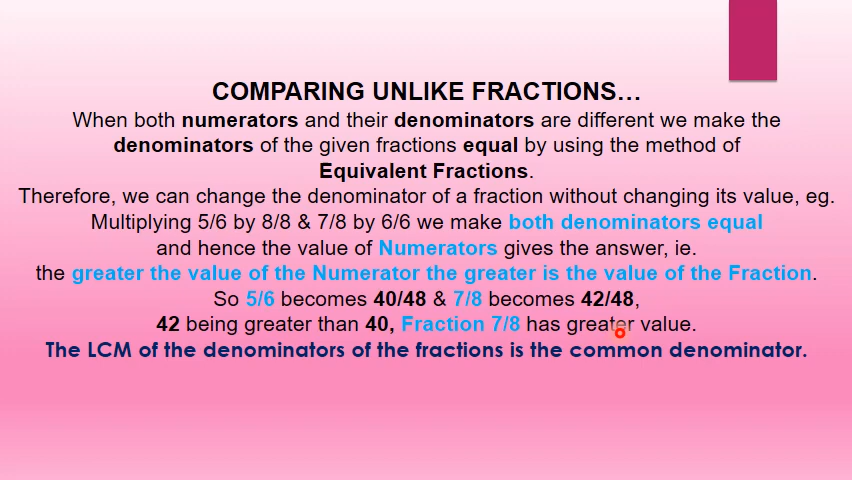 COMPARING UNLIKE FRACTIONS…
When both numerators and their denominators are different we make the
denominators of the given fractions equal by using the method of
Equivalent Fractions.
Therefore, we can change the denominator of a fraction without changing its value, eg.
Multiplying 5/6 by 8/8 & 7/8 by 6/6 we make both denominators equal
and hence the value of Numerators gives the answer, ie.
the greater the value of the Numerator the greater is the value of the Fraction.
So 5/6 becomes 40/48 & 7/8 becomes 42/48,
42 being greater than 40, Fraction 7/8 has greater value.
The LCM of the denominators of the fractions is the common denominator.